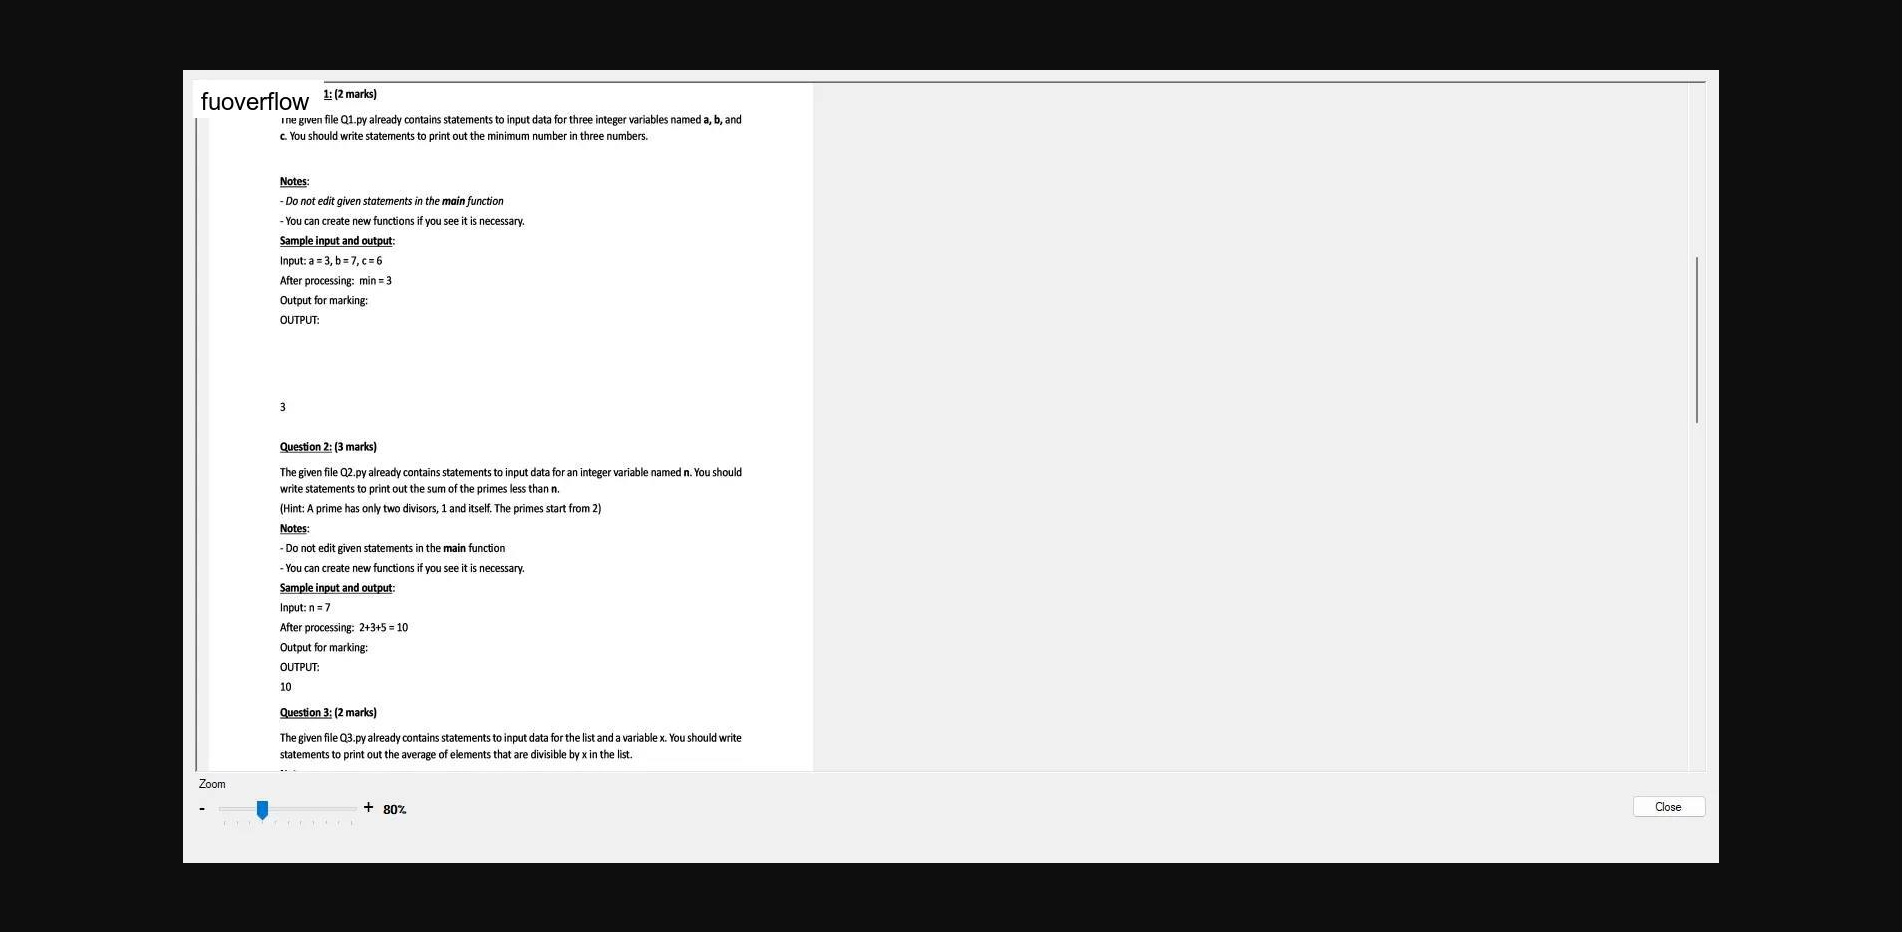 fuoverflow
1: (2 marks)
The given file Q1.py already contains statements to input data for three integer variables named a, b, and
c. You should write statements to print out the minimum number in three numbers.
Notes:
- Do not edit given statements in the main function
- You can create new functions if you see it is necessary.
Sample input and output:
Input: a = 3, b = 7, c = 6
After processing:  min = 3
Output for marking:
OUTPUT:
3
Question 2: (3 marks)
The given file Q2.py already contains statements to input data for an integer variable named n. You should
write statements to print out the sum of the primes less than n.
(Hint: A prime has only two divisors, 1 and itself. The primes start from 2)
Notes:
- Do not edit given statements in the main function
- You can create new functions if you see it is necessary.
Sample input and output:
Input: n = 7
After processing:  2+3+5 = 10
Output for marking:
OUTPUT:
10
Question 3: (2 marks)
The given file Q3.py already contains statements to input data for the list and a variable x. You should write
statements to print out the average of elements that are divisible by x in the list.
Zoom
- + 80%
Close